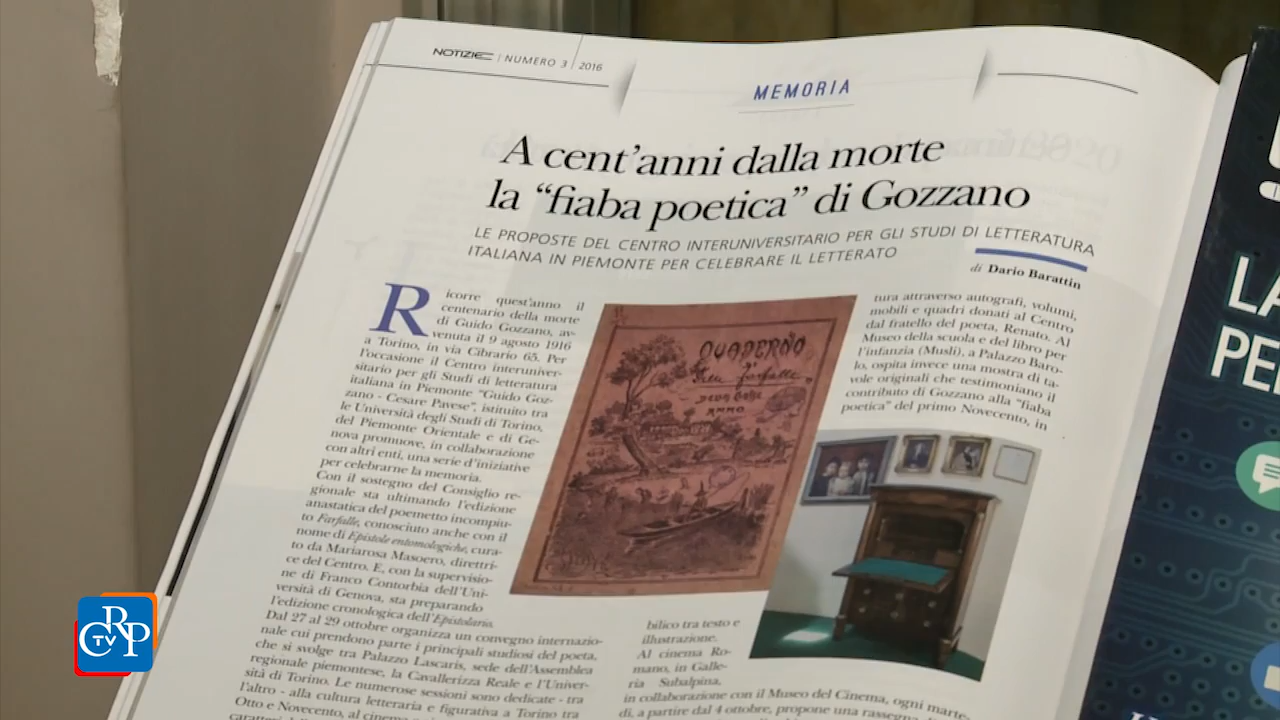 NOTIZIE | NUMERO 3 | 2016
MEMORIA
A cent'anni dalla morte
la "fiaba poetica" di Gozzano
LE PROPOSTE DEL CENTRO INTERUNIVERSITARIO PER GLI STUDI DI LETTERATURA
ITALIANA IN PIEMONTE PER CELEBRARE IL LETTERATO
di Dario Barattin
Ricorre quest'anno il
centenario della morte
di Guido Gozzano, av-
venuta il 9 agosto 1916
a Torino, in via Cibrario 65. Per
l'occasione il Centro interuniver-
sitario per gli Studi di letteratura
italiana in Piemonte "Guido Goz-
zano - Cesare Pavese", istituito tra
le Università degli Studi di Torino,
del Piemonte Orientale e di Ge-
nova promuove, in collaborazione
con altri enti, una serie d'iniziative
per celebrarne la memoria.
Con il sostegno del Consiglio re-
gionale sta ultimando l'edizione
anastatica del poemetto incompiu-
to Farfalle, conosciuto anche con il
nome di Epistole entomologiche, cura-
to da Mariarosa Masoero, direttri-
ce del Centro. E, con la supervisio-
ne di Franco Contorbia dell'Uni-
versità di Genova, sta preparando
l'edizione cronologica dell'Epistolario.
Dal 27 al 29 ottobre organizza un convegno internazio-
nale cui prendono parte i principali studiosi del poeta,
che si svolge tra Palazzo Lascaris, sede dell'Assemblea
regionale piemontese, la Cavallerizza Reale e l'Univer-
sità di Torino. Le numerose sessioni sono dedicate - tra
l'altro - alla cultura letteraria e figurativa a Torino tra
Otto e Novecento, al cinema
QUADERNO
tura attraverso autografi, volumi,
mobili e quadri donati al Centro
dal fratello del poeta, Renato. Al
Museo della scuola e del libro per
l'infanzia (Musli), a Palazzo Baro-
lo, ospita invece una mostra di ta-
vole originali che testimoniano il
contributo di Gozzano alla "fiaba
poetica" del primo Novecento, in
bilico tra testo e
illustrazione.
Al cinema Ro-
mano, in Galle-
ria Subalpina,
in collaborazione con il Museo del Cinema, ogni marte-
dì, a partire dal 4 ottobre, propone una rassegna
LA
PE
CRP
TV